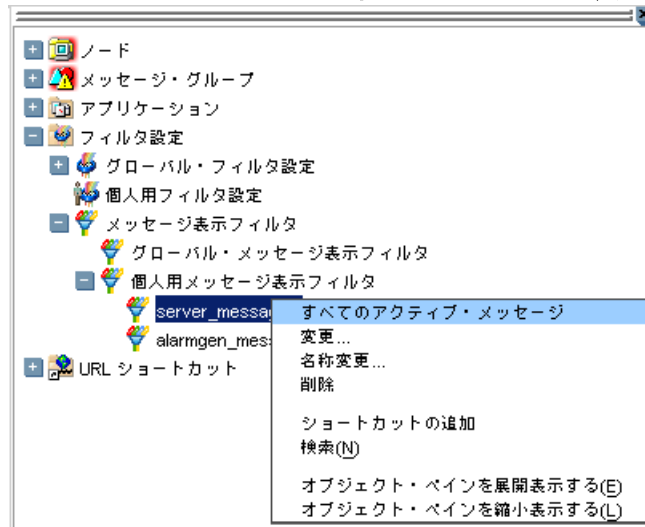 ノード
メッセージ・グループ
アプリケーション
フィルタ設定
グローバル・フィルタ設定
個人用フィルタ設定
メッセージ表示フィルタ
グローバル・メッセージ表示フィルタ
個人用メッセージ表示フィルタ
server_messa
alarmgen_mes
URL ショートカット
すべてのアクティブ・メッセージ
変更...
名称変更...
削除
ショートカットの追加
検索(N)
オブジェクト・ペインを展開表示する(E)
オブジェクト・ペインを縮小表示する(L)